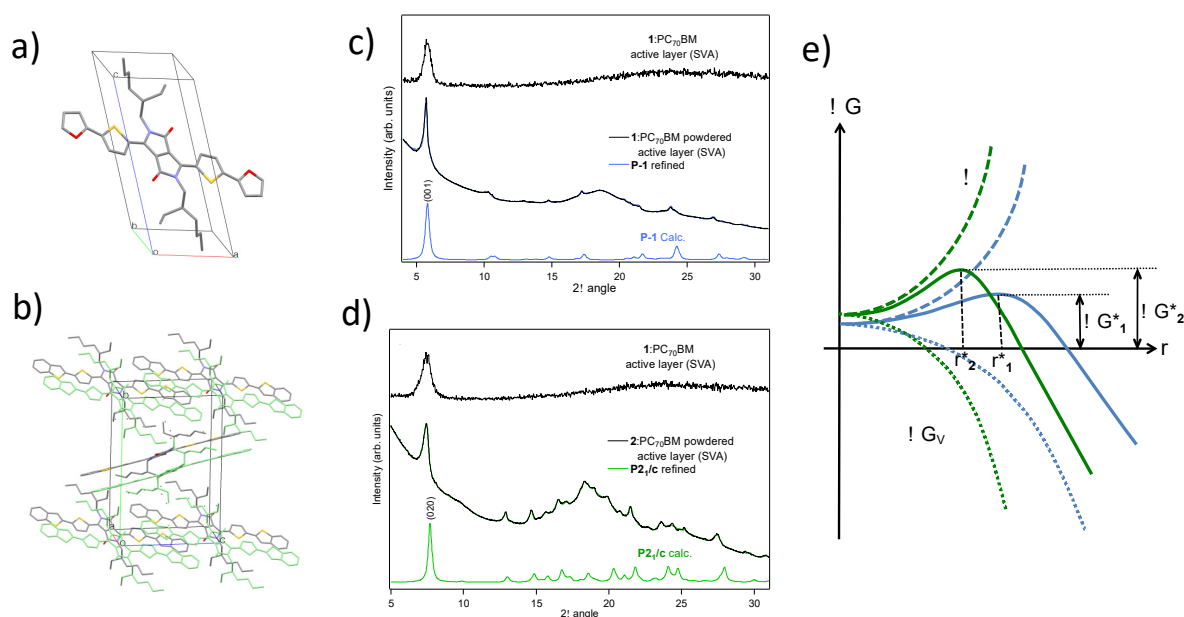 a)
c
b
o
a
b)
b
a
o
c
c)
Intensity (arb. units)
1:PC70BM
active layer (SVA)
1:PC70BM powdered
active layer (SVA)
P-1 refined
(001)
P-1 Calc.
5 10 15 20 25 30
2! angle
d)
Intensity (arb. units)
1:PC70BM
active layer (SVA)
2:PC70BM powdered
active layer (SVA)
P21/c refined
(020)
P21/c calc.
5 10 15 20 25 30
2! angle
e)
! G
!
! G*1
! G*2
r*2
r*1
r
! GV